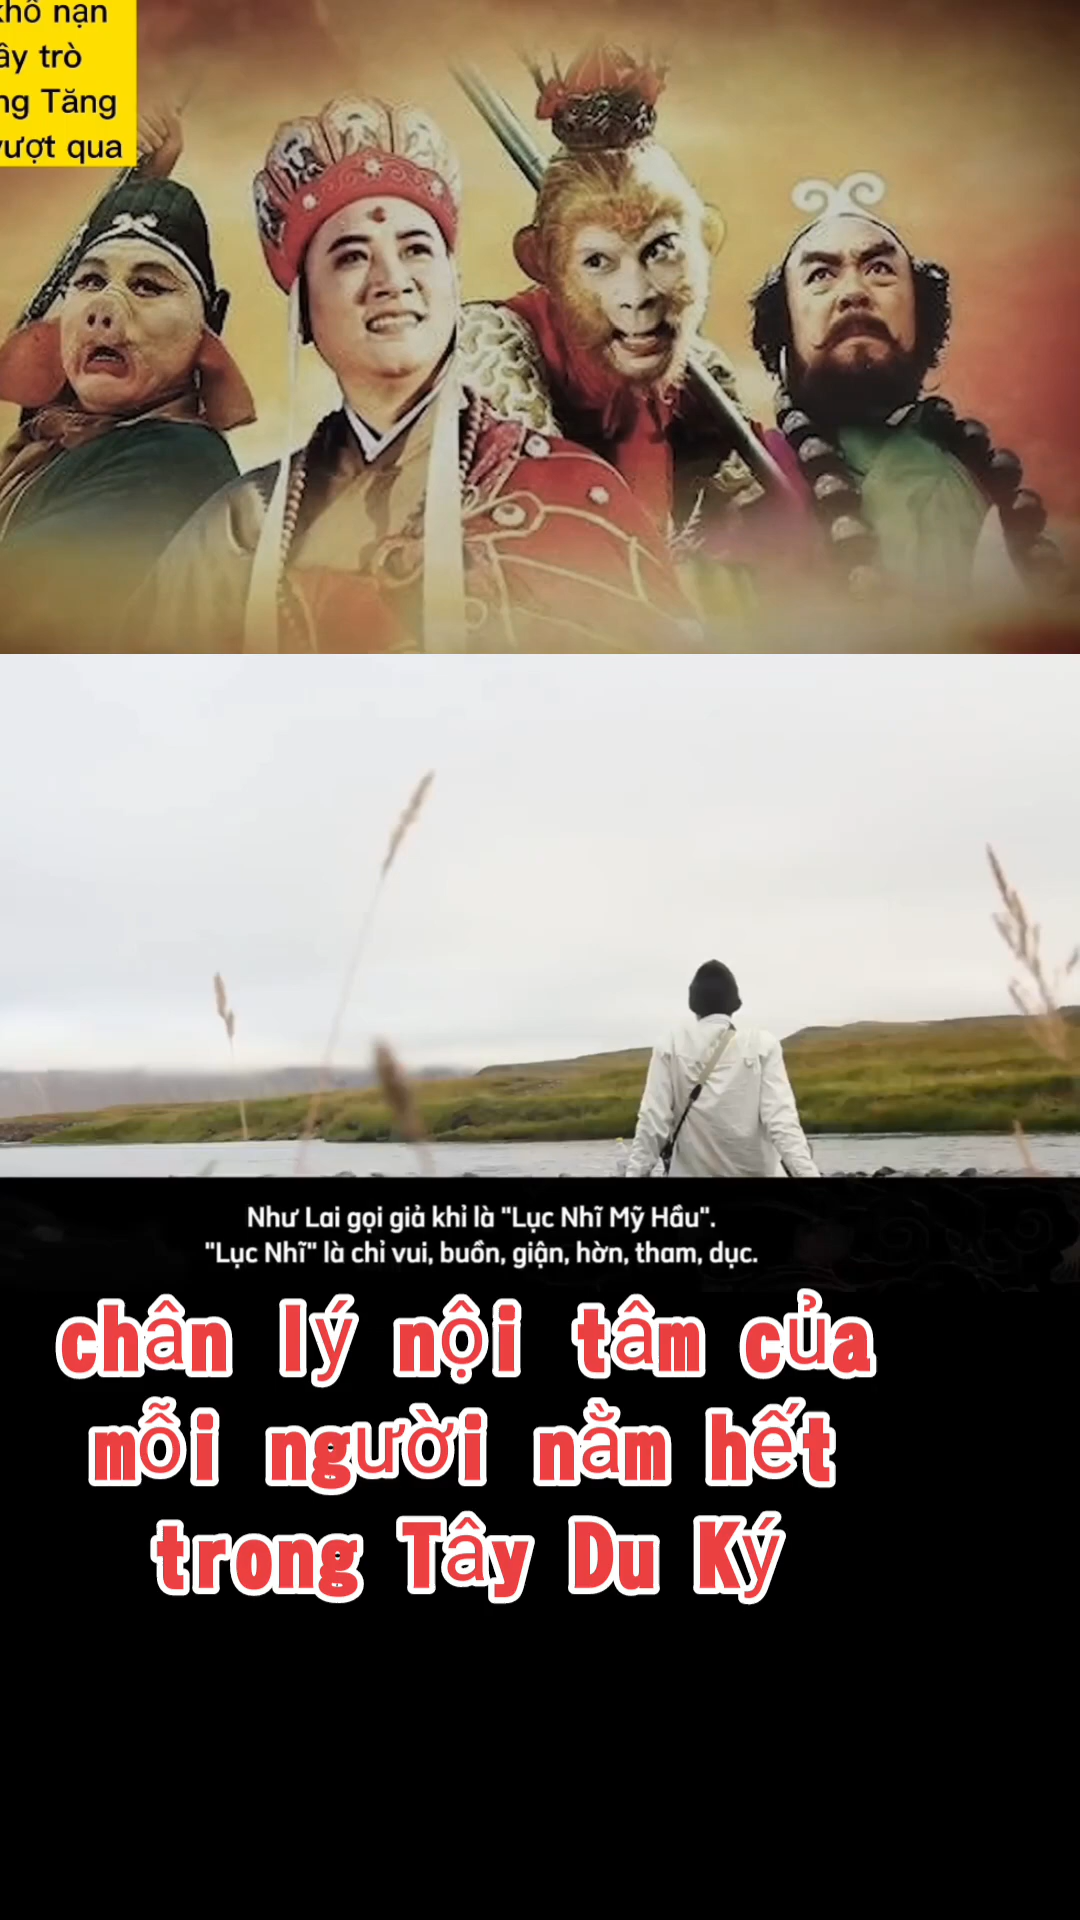 khổ nạn
ầy trò
ng Tăng
vượt qua
Như Lai gọi giả khỉ là "Lục Nhĩ Mỹ Hầu".
"Lục Nhĩ" là chỉ vui, buồn, giận, hờn, tham, dục.
chân lý nội tâm của
mỗi người nằm hết
trong Tây Du Ký